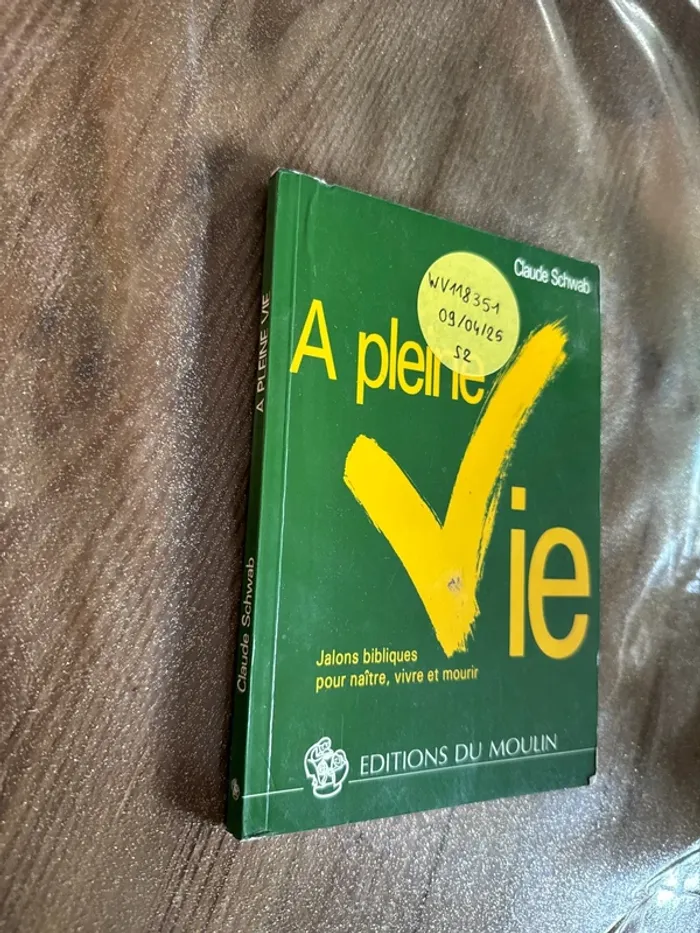 Claude Schwab
WV118351
09/04/25
S2
A pleine
Vie
Jalons bibliques
pour naître, vivre et mourir
EDITIONS DU MOULIN
A PLEINE VIE
Claude Schwab